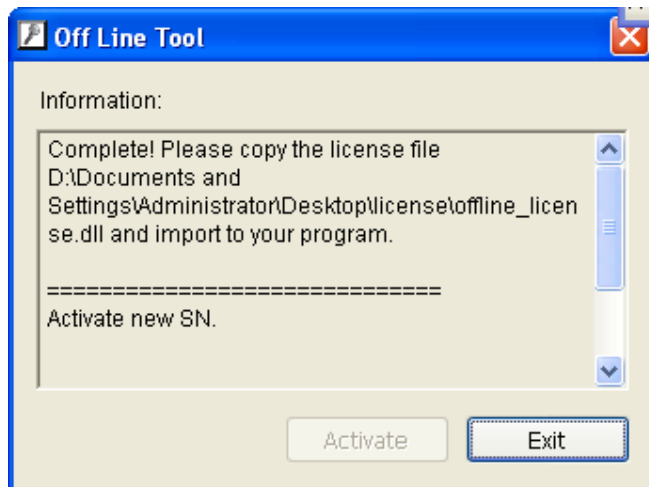 Off Line Tool
Information:
Complete! Please copy the license file
D:\Documents and
Settings\Administrator\Desktop\license\offline_licen
se.dll and import to your program.
==============================
Activate new SN.
Activate
Exit